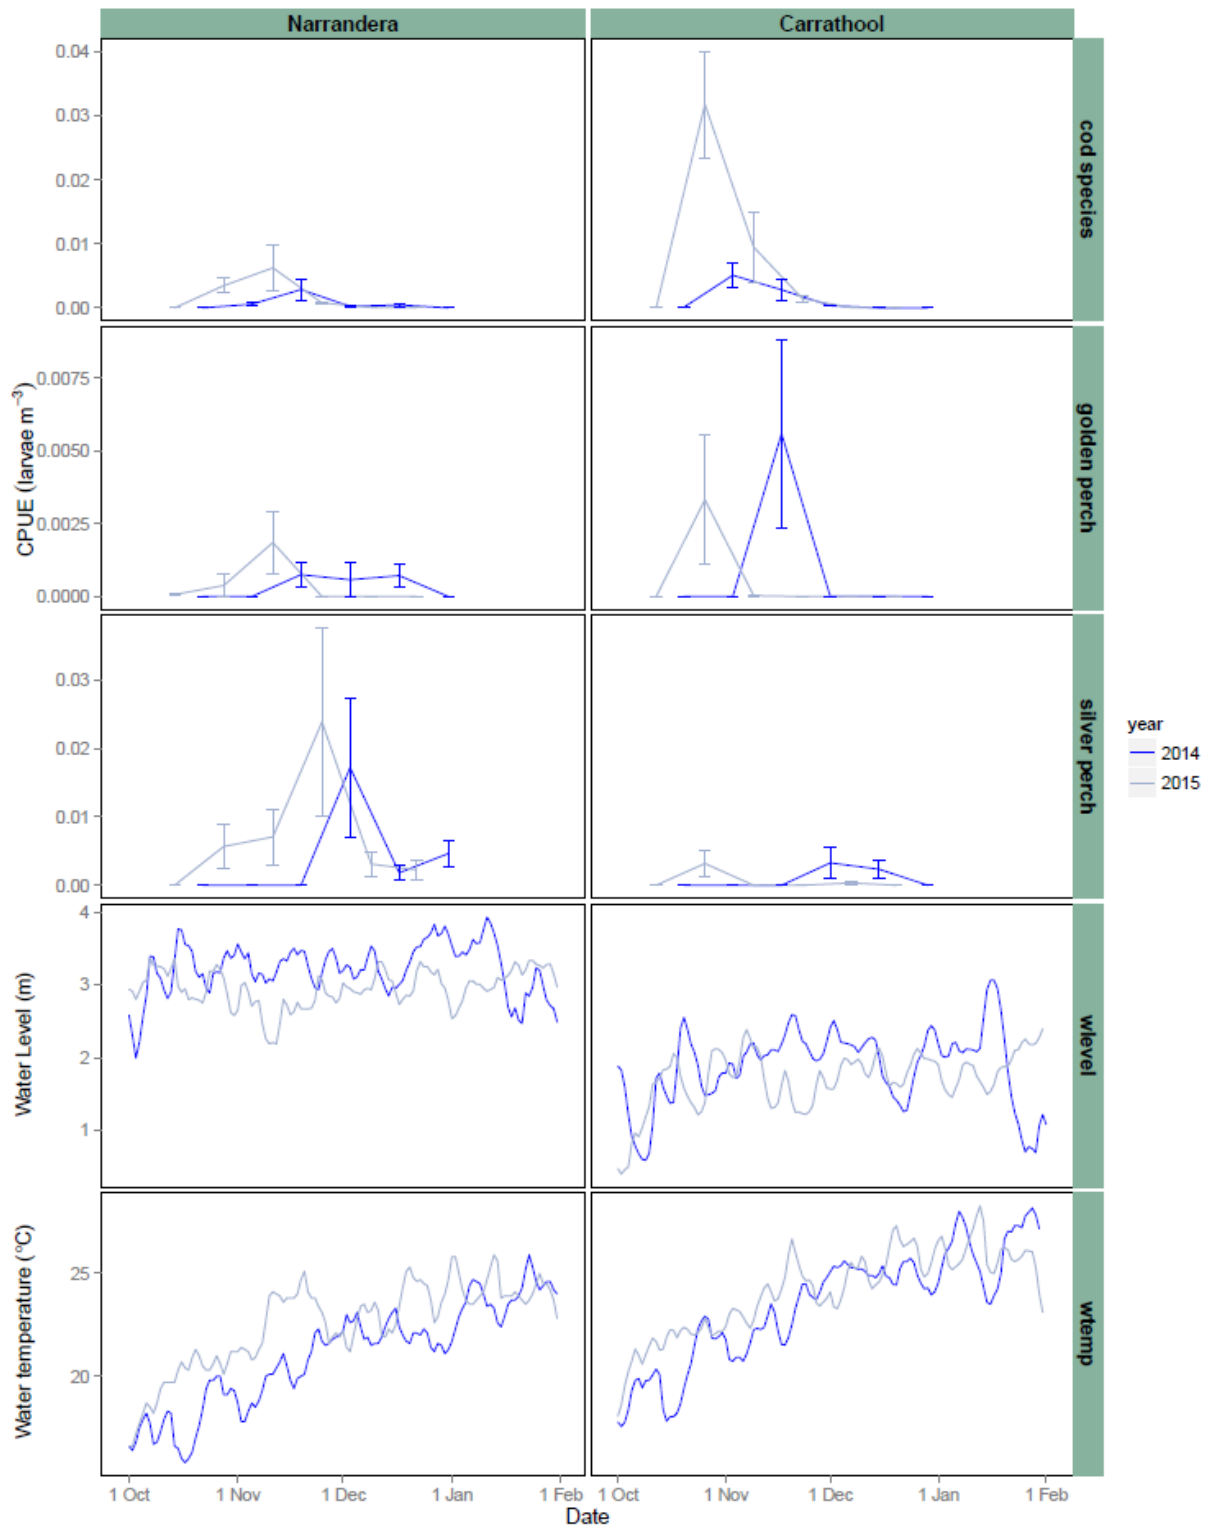 Narrandera
Carrathool
0.04
0.03
0.02
0.01
0.00
cod species
CPUE (larvae m⁻³)
0.0075
0.0050
0.0025
0.0000
golden perch
0.03
0.02
0.01
0.00
silver perch
year
2014
2015
Water Level (m)
4
3
2
1
wlevel
Water temperature (°C)
25
20
wtemp
1 Oct 1 Nov 1 Dec 1 Jan 1 Feb 1 Oct 1 Nov 1 Dec 1 Jan 1 Feb
Date